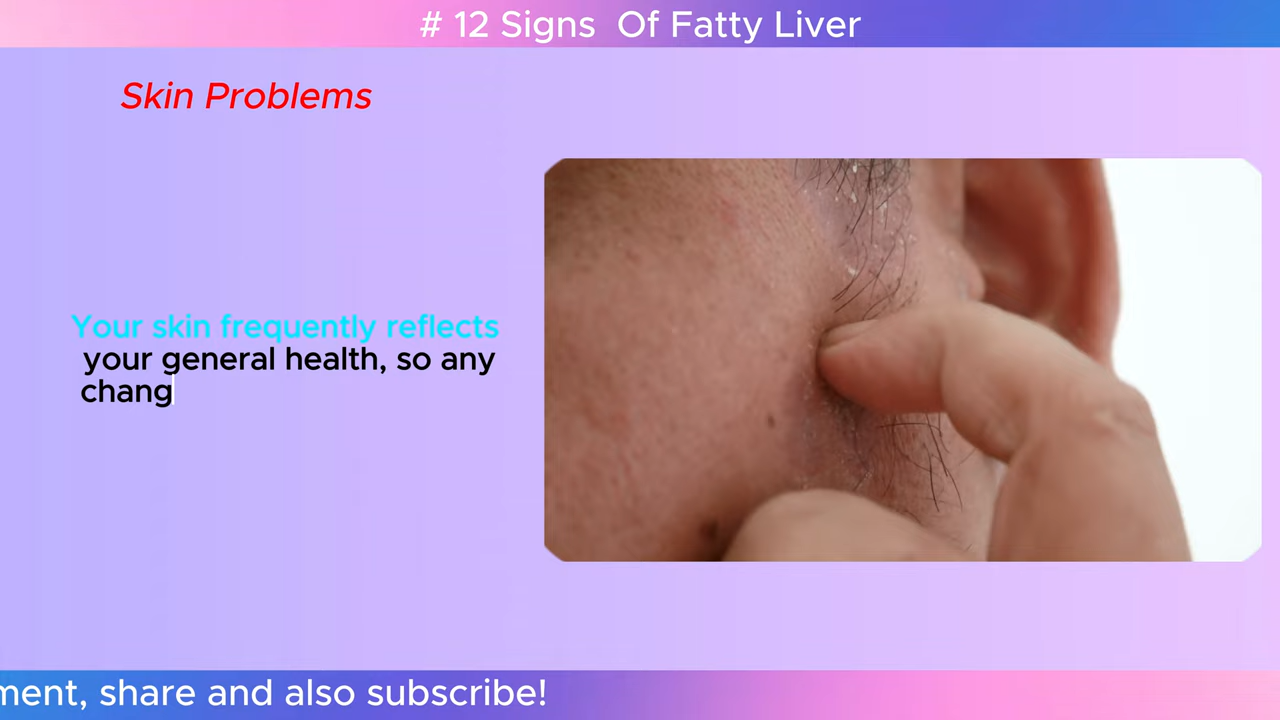 # 12 Signs Of Fatty Liver
Skin Problems
Your skin frequently reflects
your general health, so any
chang
share and also subscribe!